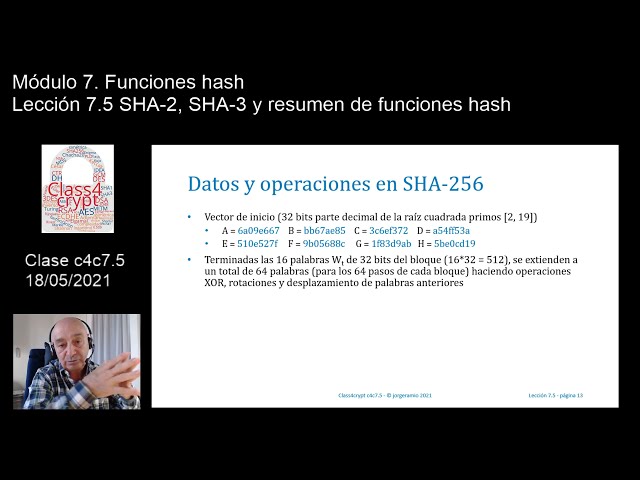 Módulo 7. Funciones hash
Lección 7.5 SHA-2, SHA-3 y resumen de funciones hash
Class4
crypt
AES
Clase c4c7.5
18/05/2021
Datos y operaciones en SHA-256
• Vector de inicio (32 bits parte decimal de la raíz cuadrada primos [2, 19])
• A = 6a09e667 B = bb67ae85 C = 3c6ef372 D = a54ff53a
• E = 510e527f F = 9b05688c G = 1f83d9ab H = 5be0cd19
• Terminadas las 16 palabras Wt de 32 bits del bloque (16*32 = 512), se extienden a
un total de 64 palabras (para los 64 pasos de cada bloque) haciendo operaciones
XOR, rotaciones y desplazamiento de palabras anteriores
Class4crypt c4c7.5 - © jorgeramio 2021
Lección 7.5 - página 13